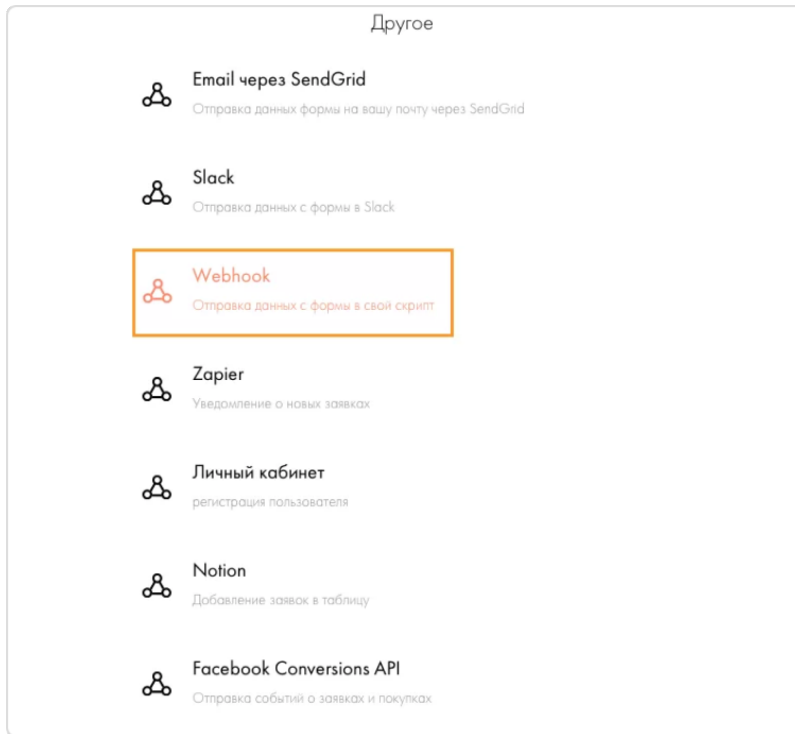 Другое
Email через SendGrid
Отправка данных формы на вашу почту через SendGrid
Slack
Отправка данных с формы в Slack
Webhook
Отправка данных с формы в свой скрипт
Zapier
Уведомление о новых заявках
Личный кабинет
регистрация пользователя
Notion
Добавление заявок в таблицу
Facebook Conversions API
Отправка событий о заявках и покупках